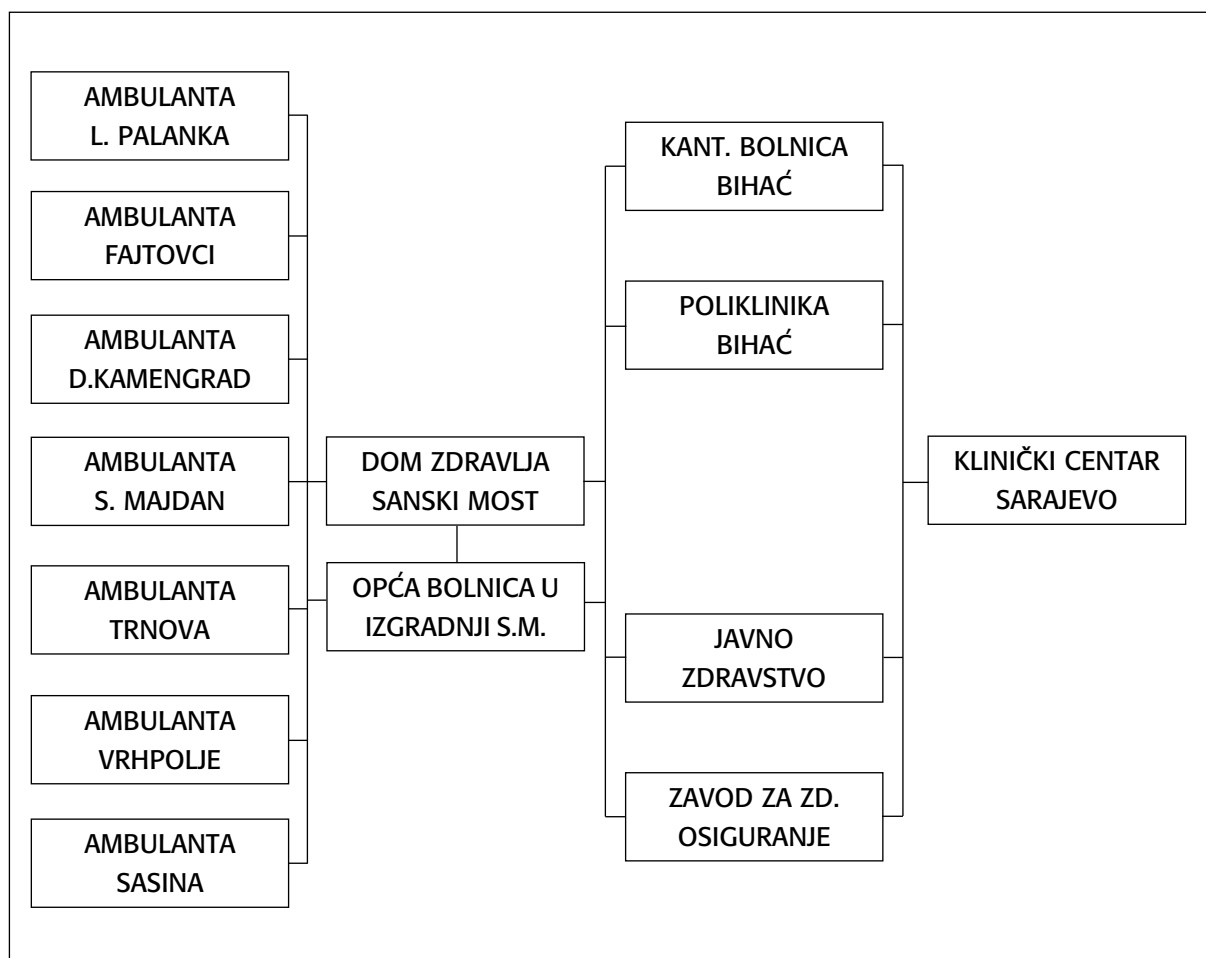 AMBULANTA
L. PALANKA
AMBULANTA
FAJTOVCI
AMBULANTA
D.KAMENGRAD
AMBULANTA
S. MAJDAN
AMBULANTA
TRNOVA
AMBULANTA
VRHPOLJE
AMBULANTA
SASINA
DOM ZDRAVLJA
SANSKI MOST
OPĆA BOLNICA U
IZGRADNJI S.M.
KANT. BOLNICA
BIHAĆ
POLIKLINIKA
BIHAĆ
JAVNO
ZDRAVSTVO
ZAVOD ZA ZD.
OSIGURANJE
KLINIČKI CENTAR
SARAJEVO